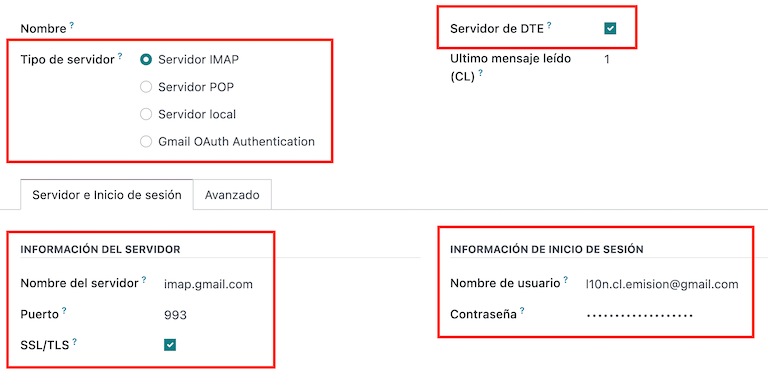 Nombre ?
Servidor de DTE ?
Tipo de servidor ? Servidor IMAP
Ultimo mensaje leído (CL) ? 1
Servidor POP
Servidor local
Gmail OAuth Authentication
Servidor e Inicio de sesión Avanzado
INFORMACIÓN DEL SERVIDOR
Nombre del servidor ? imap.gmail.com
Puerto ? 993
SSL/TLS ?
INFORMACIÓN DE INICIO DE SESIÓN
Nombre de usuario ? l10n.cl.emision@gmail.com
Contraseña ? •••••••••••••••••••